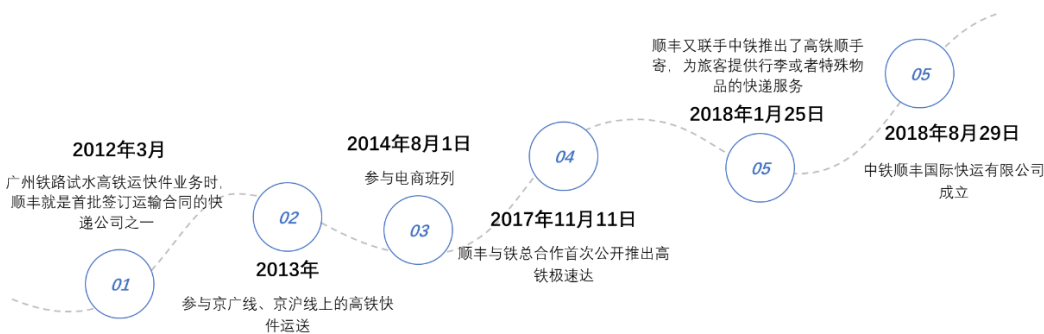 01
2012年3月
广州铁路试水高铁运快件业务时,
顺丰就是首批签订运输合同的快
递公司之一
02
2013年
参与京广线、京沪线上的高铁快
件运送
03
2014年8月1日
参与电商班列
04
2017年11月11日
顺丰与铁总合作首次公开推出高
铁极速达
05
顺丰又联手中铁推出了高铁顺手
寄，为旅客提供行李或者特殊物
品的快递服务
2018年1月25日
05
2018年8月29日
中铁顺丰国际快运有限公司
成立